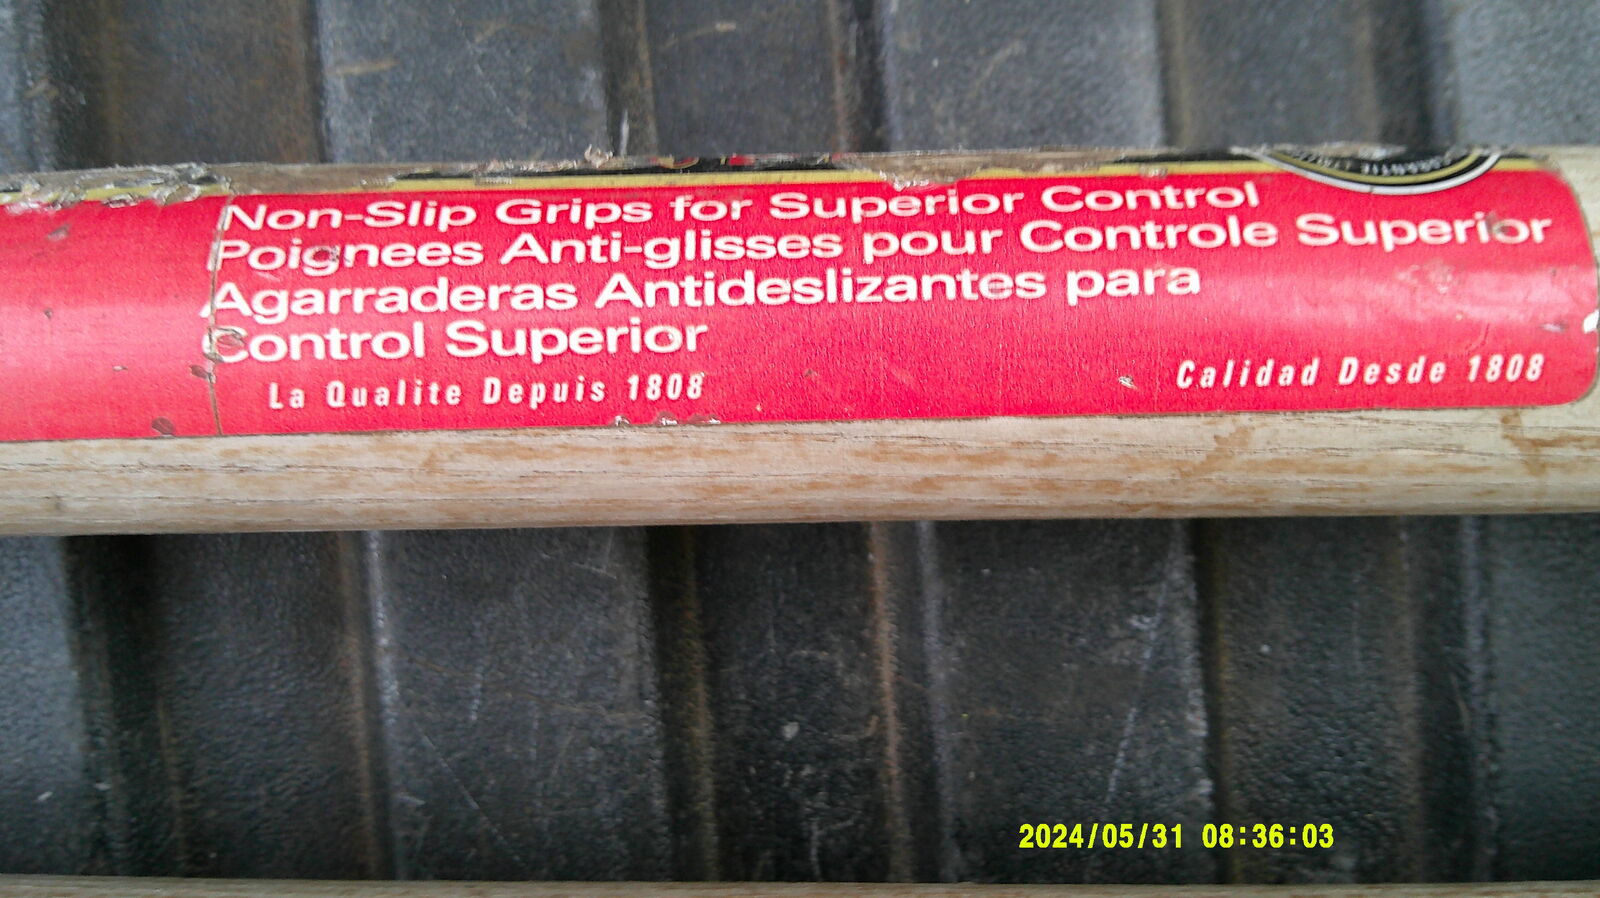 Non-Slip Grips for Superior Control
Poignees Anti-glisses pour Controle Superior
Agarraderas Antideslizantes para
Control Superior
La Qualite Depuis 1808
Calidad Desde 1808
2024/05/31 08:36:03